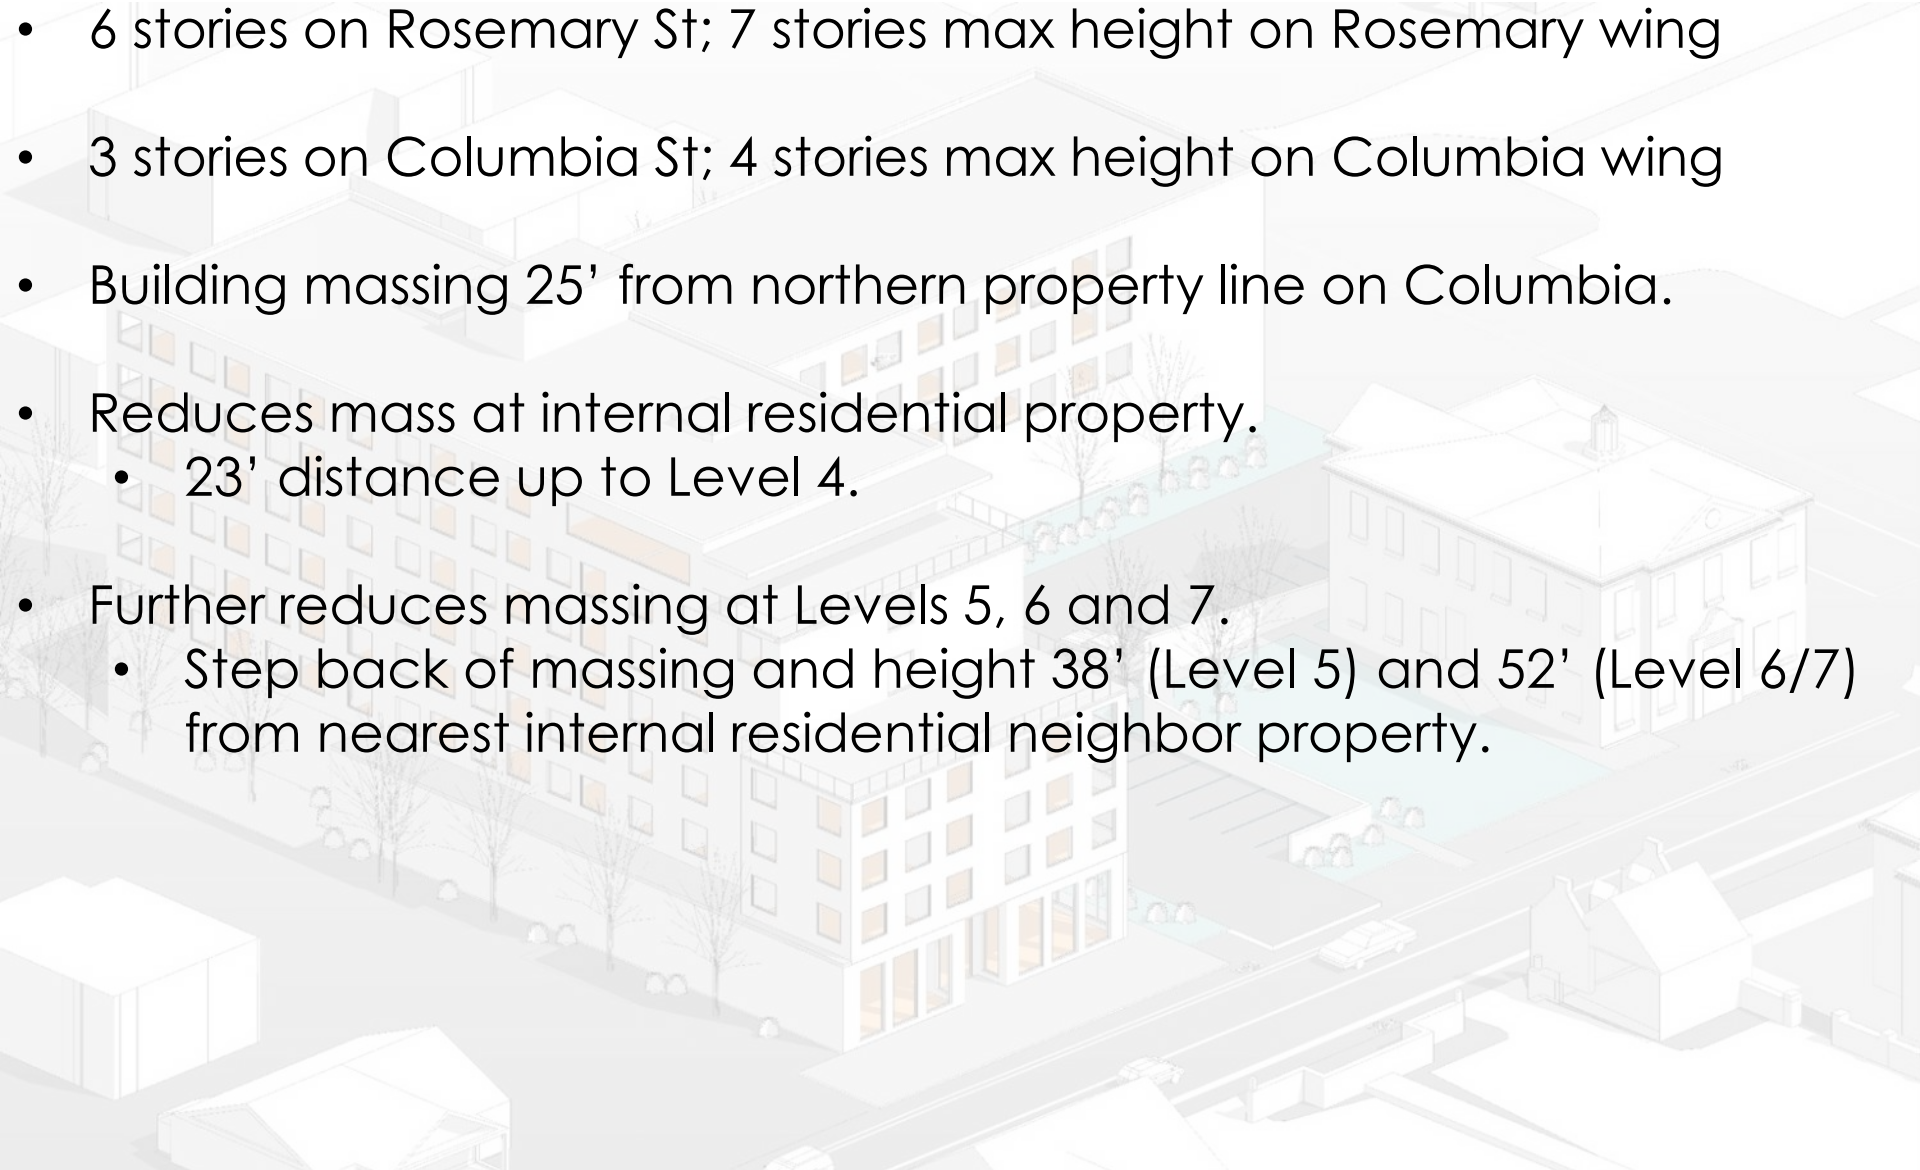 • 6 stories on Rosemary St; 7 stories max height on Rosemary wing
• 3 stories on Columbia St; 4 stories max height on Columbia wing
• Building massing 25’ from northern property line on Columbia.
• Reduces mass at internal residential property.
• 23’ distance up to Level 4.
• Further reduces massing at Levels 5, 6 and 7.
• Step back of massing and height 38’ (Level 5) and 52’ (Level 6/7)
from nearest internal residential neighbor property.